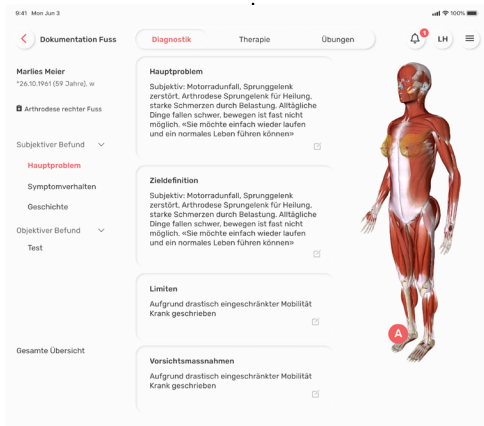 9:41 Mon Jun 3
100%
Dokumentation Fuss
Diagnostik
Therapie
Übungen
9
LH
Marlies Meier
*26.10.1961 (59 Jahre), w
Arthrodese rechter Fuss
Subjektiver Befund
Hauptproblem
Symptomverhalten
Geschichte
Objektiver Befund
Test
Gesamte Übersicht
Hauptproblem
Subjektiv: Motorradunfall, Sprunggelenk
zerstört, Arthrodese Sprungelenk für Heilung,
starke Schmerzen durch Belastung. Alltägliche
Dinge fallen schwer, bewegen ist fast nicht
möglich. «Sie möchte einfach wieder laufen
und ein normales Leben führen können»
Zieldefinition
Subjektiv: Motorradunfall, Sprunggelenk
zerstört, Arthrodese Sprungelenk für Heilung,
starke Schmerzen durch Belastung. Alltägliche
Dinge fallen schwer, bewegen ist fast nicht
möglich. «Sie möchte einfach wieder laufen
und ein normales Leben führen können»
Limiten
Aufgrund drastisch eingeschränkter Mobilität
Krank geschrieben
Vorsichtsmassnahmen
Aufgrund drastisch eingeschränkter Mobilität
Krank geschrieben
A